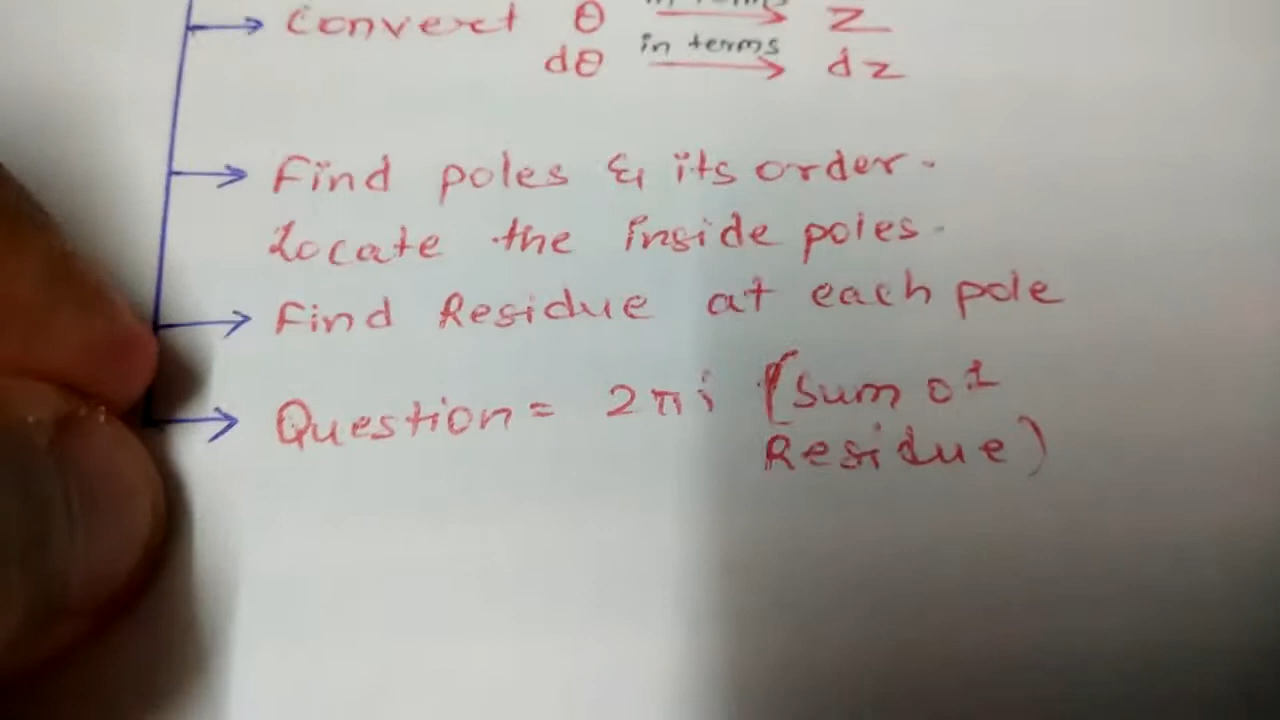 Convert θ → z
dθ in terms → dz
Find poles & its order.
Locate the inside poles.
Find Residue at each pole
Question = 2πi (Sum of
Residue)